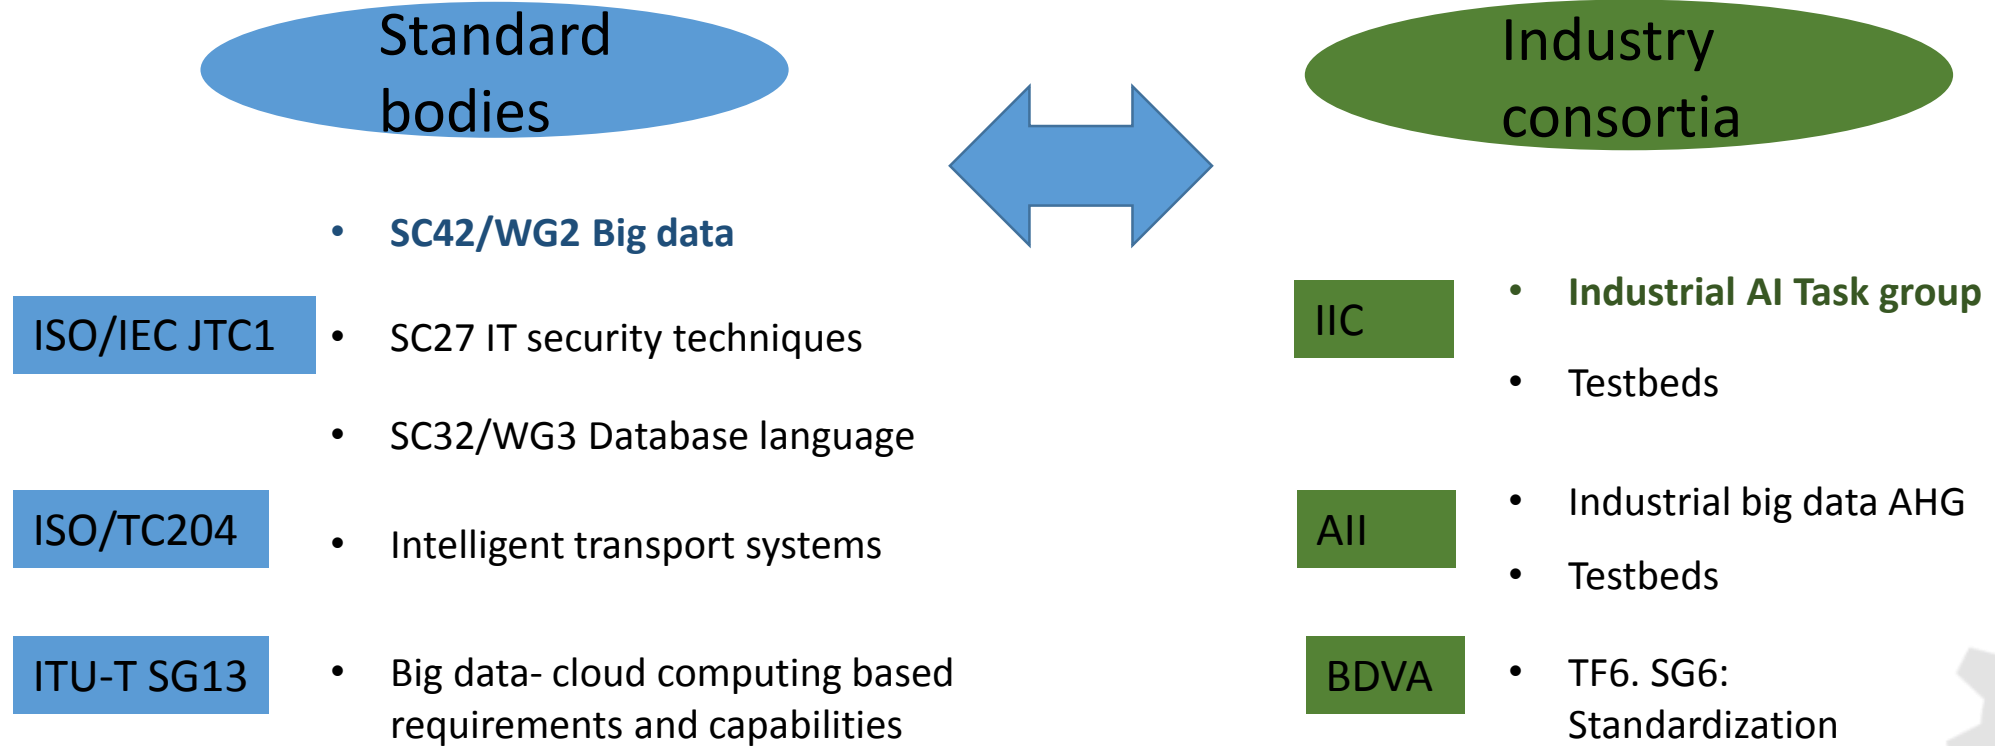 Standard
bodies
• SC42/WG2 Big data
ISO/IEC JTC1
• SC27 IT security techniques
• SC32/WG3 Database language
ISO/TC204
• Intelligent transport systems
ITU-T SG13
• Big data- cloud computing based
requirements and capabilities
Industry
consortia
IIC
• Industrial AI Task group
• Testbeds
AII
• Industrial big data AHG
• Testbeds
BDVA
• TF6. SG6:
Standardization